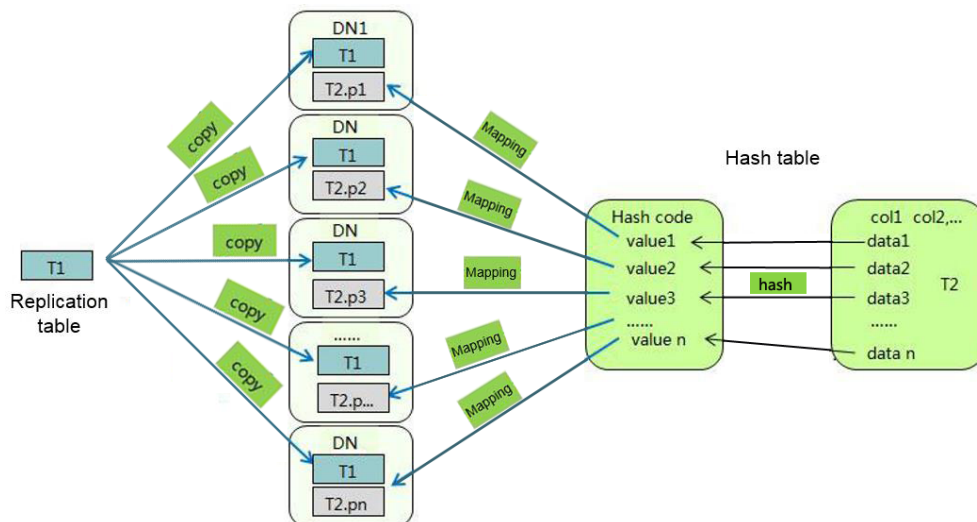 DN1
T1
T2.p1
DN
T1
T2.p2
DN
T1
T2.p3
......
T1
T2.p...
DN
T1
T2.pn
copy
copy
copy
copy
copy
T1
Replication
table
Mapping
Mapping
Mapping
Mapping
Mapping
Hash table
Hash code
value1
value2
value3
......
value n
hash
col1 col2,...
data1
data2
data3
......
data n
T2